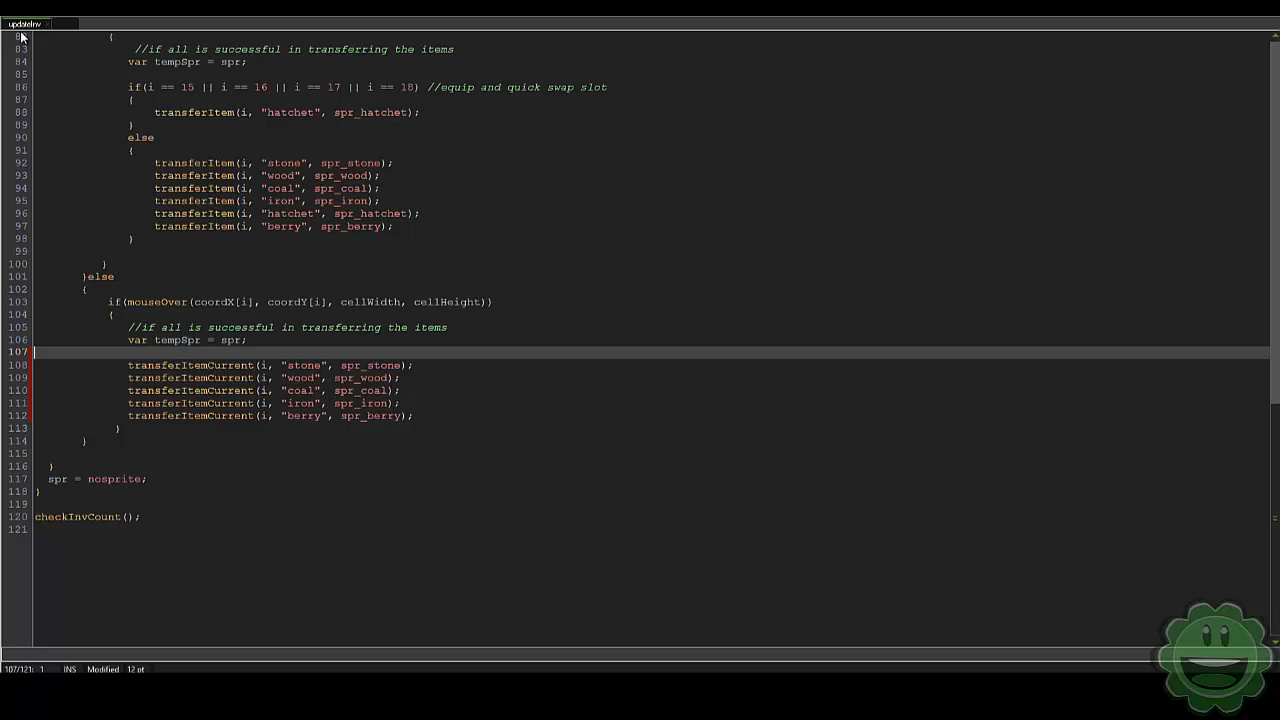 updateInv
{
83 //if all is successful in transferring the items
84 var tempSpr = spr;
85
86 if(i == 15 || i == 16 || i == 17 || i == 18) //equip and quick swap slot
87 {
88 transferItem(i, "hatchet", spr_hatchet);
89 }
90 else
91 {
92 transferItem(i, "stone", spr_stone);
93 transferItem(i, "wood", spr_wood);
94 transferItem(i, "coal", spr_coal);
95 transferItem(i, "iron", spr_iron);
96 transferItem(i, "hatchet", spr_hatchet);
97 transferItem(i, "berry", spr_berry);
98 }
99
100 }
101 }else
102 {
103 if(mouseOver(coordX[i], coordY[i], cellWidth, cellHeight))
104 {
105 //if all is successful in transferring the items
106 var tempSpr = spr;
107
108 transferItemCurrent(i, "stone", spr_stone);
109 transferItemCurrent(i, "wood", spr_wood);
110 transferItemCurrent(i, "coal", spr_coal);
111 transferItemCurrent(i, "iron", spr_iron);
112 transferItemCurrent(i, "berry", spr_berry);
113 }
114 }
115
116 }
117 spr = nosprite;
118 }
119
120 checkInvCount();
121
107/121: 1 INS Modified 12 pt